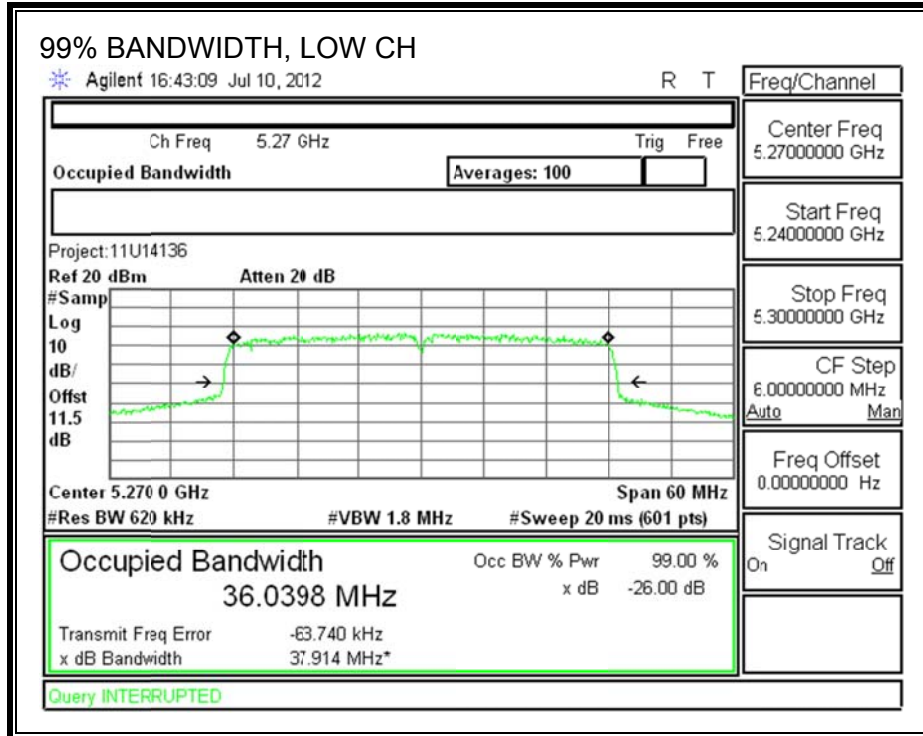 99% BANDWIDTH, LOW CH
Agilent 16:43:09 Jul 10, 2012 R T
Freq/Channel
Ch Freq 5.27 GHz Trig Free
Occupied Bandwidth Averages: 100
Center Freq
5.27000000 GHz
Start Freq
5.24000000 GHz
Stop Freq
5.30000000 GHz
CF Step
6.00000000 MHz
Auto Man
Freq Offset
0.00000000 Hz
Signal Track
On Off
Project:11U14136
Ref 20 dBm Atten 20 dB
#Samp
Log
10
dB/
Offst
11.5
dB
Center 5.270 0 GHz Span 60 MHz
#Res BW 620 kHz #VBW 1.8 MHz #Sweep 20 ms (601 pts)
Occupied Bandwidth Occ BW % Pwr 99.00 %
36.0398 MHz x dB -26.00 dB
Transmit Freq Error -63.740 kHz
x dB Bandwidth 37.914 MHz*
Query INTERRUPTED